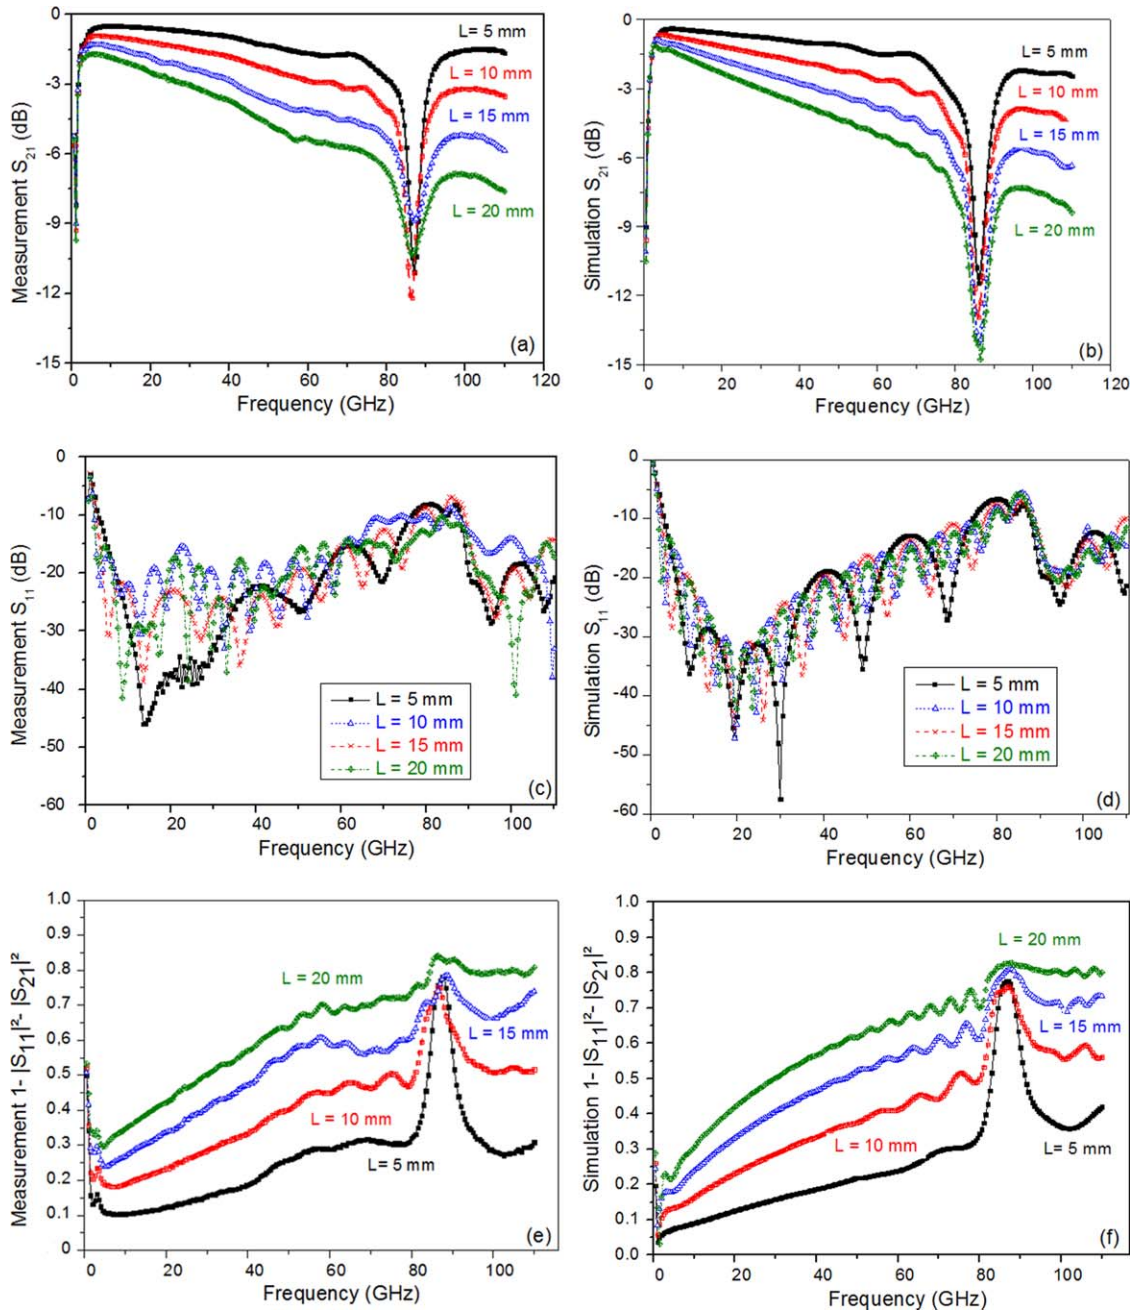 Measurement S21 (dB)
0
-3
-6
-9
-12
-15
L= 5 mm
L = 10 mm
L = 15 mm
L = 20 mm
(a)
0 20 40 60 80 100 120
Frequency (GHz)
Simulation S21 (dB)
0
-3
-6
-9
-12
-15
L = 5 mm
L = 10 mm
L = 15 mm
L = 20 mm
(b)
0 20 40 60 80 100 120
Frequency (GHz)
Measurement S11 (dB)
0
-10
-20
-30
-40
-50
-60
L = 5 mm
L = 10 mm
L = 15 mm
L = 20 mm
(c)
0 20 40 60 80 100
Frequency (GHz)
Simulation S11 (dB)
0
-10
-20
-30
-40
-50
-60
L = 5 mm
L = 10 mm
L = 15 mm
L = 20 mm
(d)
0 20 40 60 80 100
Frequency (GHz)
Measurement 1- |S11|²- |S21|²
1.0
0.9
0.8
0.7
0.6
0.5
0.4
0.3
0.2
0.1
0
L = 20 mm
L = 15 mm
L = 10 mm
L= 5 mm
(e)
0 20 40 60 80 100
Frequency (GHz)
Simulation 1- |S11|²- |S21|²
1.0
0.9
0.8
0.7
0.6
0.5
0.4
0.3
0.2
0.1
0.0
L = 20 mm
L = 15 mm
L = 10 mm
L= 5 mm
(f)
0 20 40 60 80 100
Frequency (GHz)